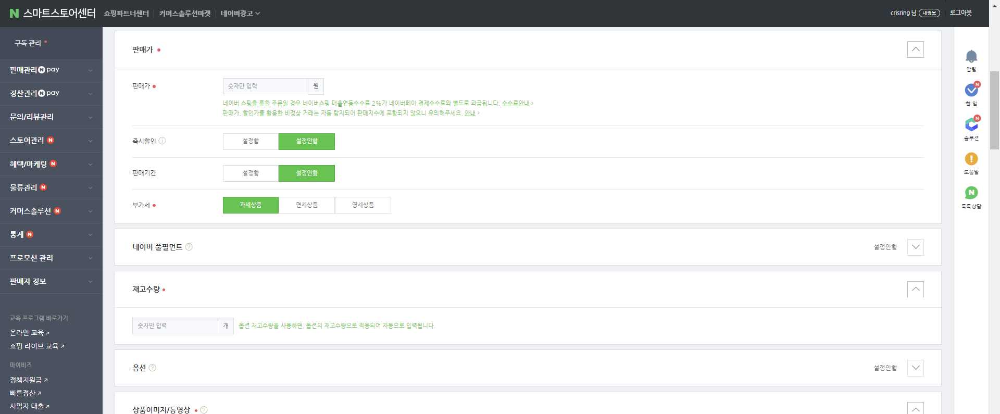 N 스마트스토어센터 쇼핑파트너센터 커머스솔루션마켓 네이버광고
crisring 님 내정보 로그아웃
구독 관리
판매관리 N pay
정산관리 N pay
문의/리뷰관리
스토어관리 N
혜택/마케팅 N
물류관리 N
커머스솔루션 N
통계 N
프로모션 관리
판매자 정보
교육 프로그램 바로가기
온라인 교육
쇼핑 라이브 교육
마이비즈
정책지원금
빠른정산
사업자 대출
판매가
판매가 숫자만 입력 원
네이버 쇼핑을 통한 주문일 경우 네이버쇼핑 매출연동수수료 2%가 네이버페이 결제수수료와 별도로 과금됩니다. 수수료안내 >
판매가, 할인가를 활용한 비정상 거래는 자동 탐지되어 판매지수에 포함되지 않으니 유의해주세요. 안내 >
즉시할인 설정함 설정안함
판매기간 설정함 설정안함
부가세 과세상품 면세상품 영세상품
네이버 풀필먼트 ? 설정안함
재고수량
숫자만 입력 개 옵션 재고수량을 사용하면, 옵션의 재고수량으로 적용되어 자동으로 입력됩니다.
옵션 ? 설정안함
상품이미지/동영상 ?
알림
N
할 일
N
솔루션
도움말
N
톡톡상담